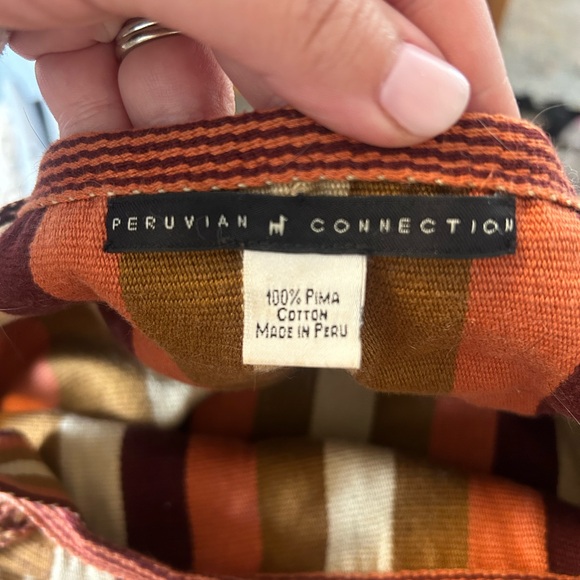 PERUVIAN CONNECTION
100% PIMA
COTTON
MADE IN PERU